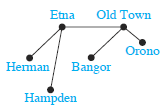 Etna Old Town
Orono
Herman Bangor
Hampden